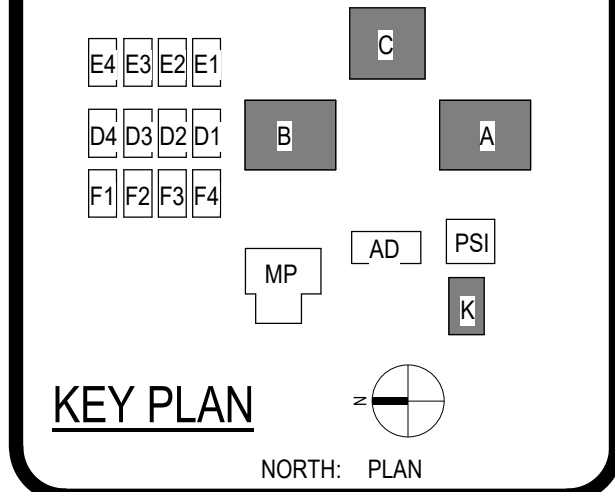 C
E4 E3 E2 E1
D4 D3 D2 D1 B A
F1 F2 F3 F4
AD PSI
MP
K
KEY PLAN N
NORTH: PLAN